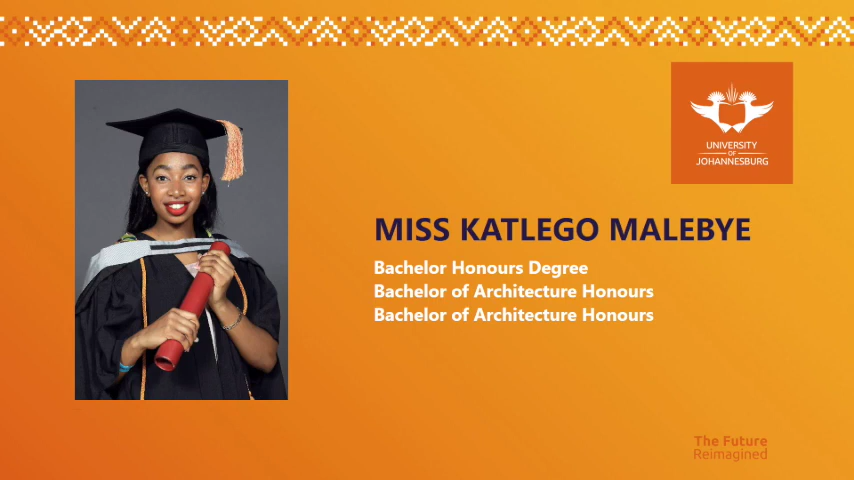 UNIVERSITY
OF
JOHANNESBURG
MISS KATLEGO MALEBYE
Bachelor Honours Degree
Bachelor of Architecture Honours
Bachelor of Architecture Honours
The Future
Reimagined